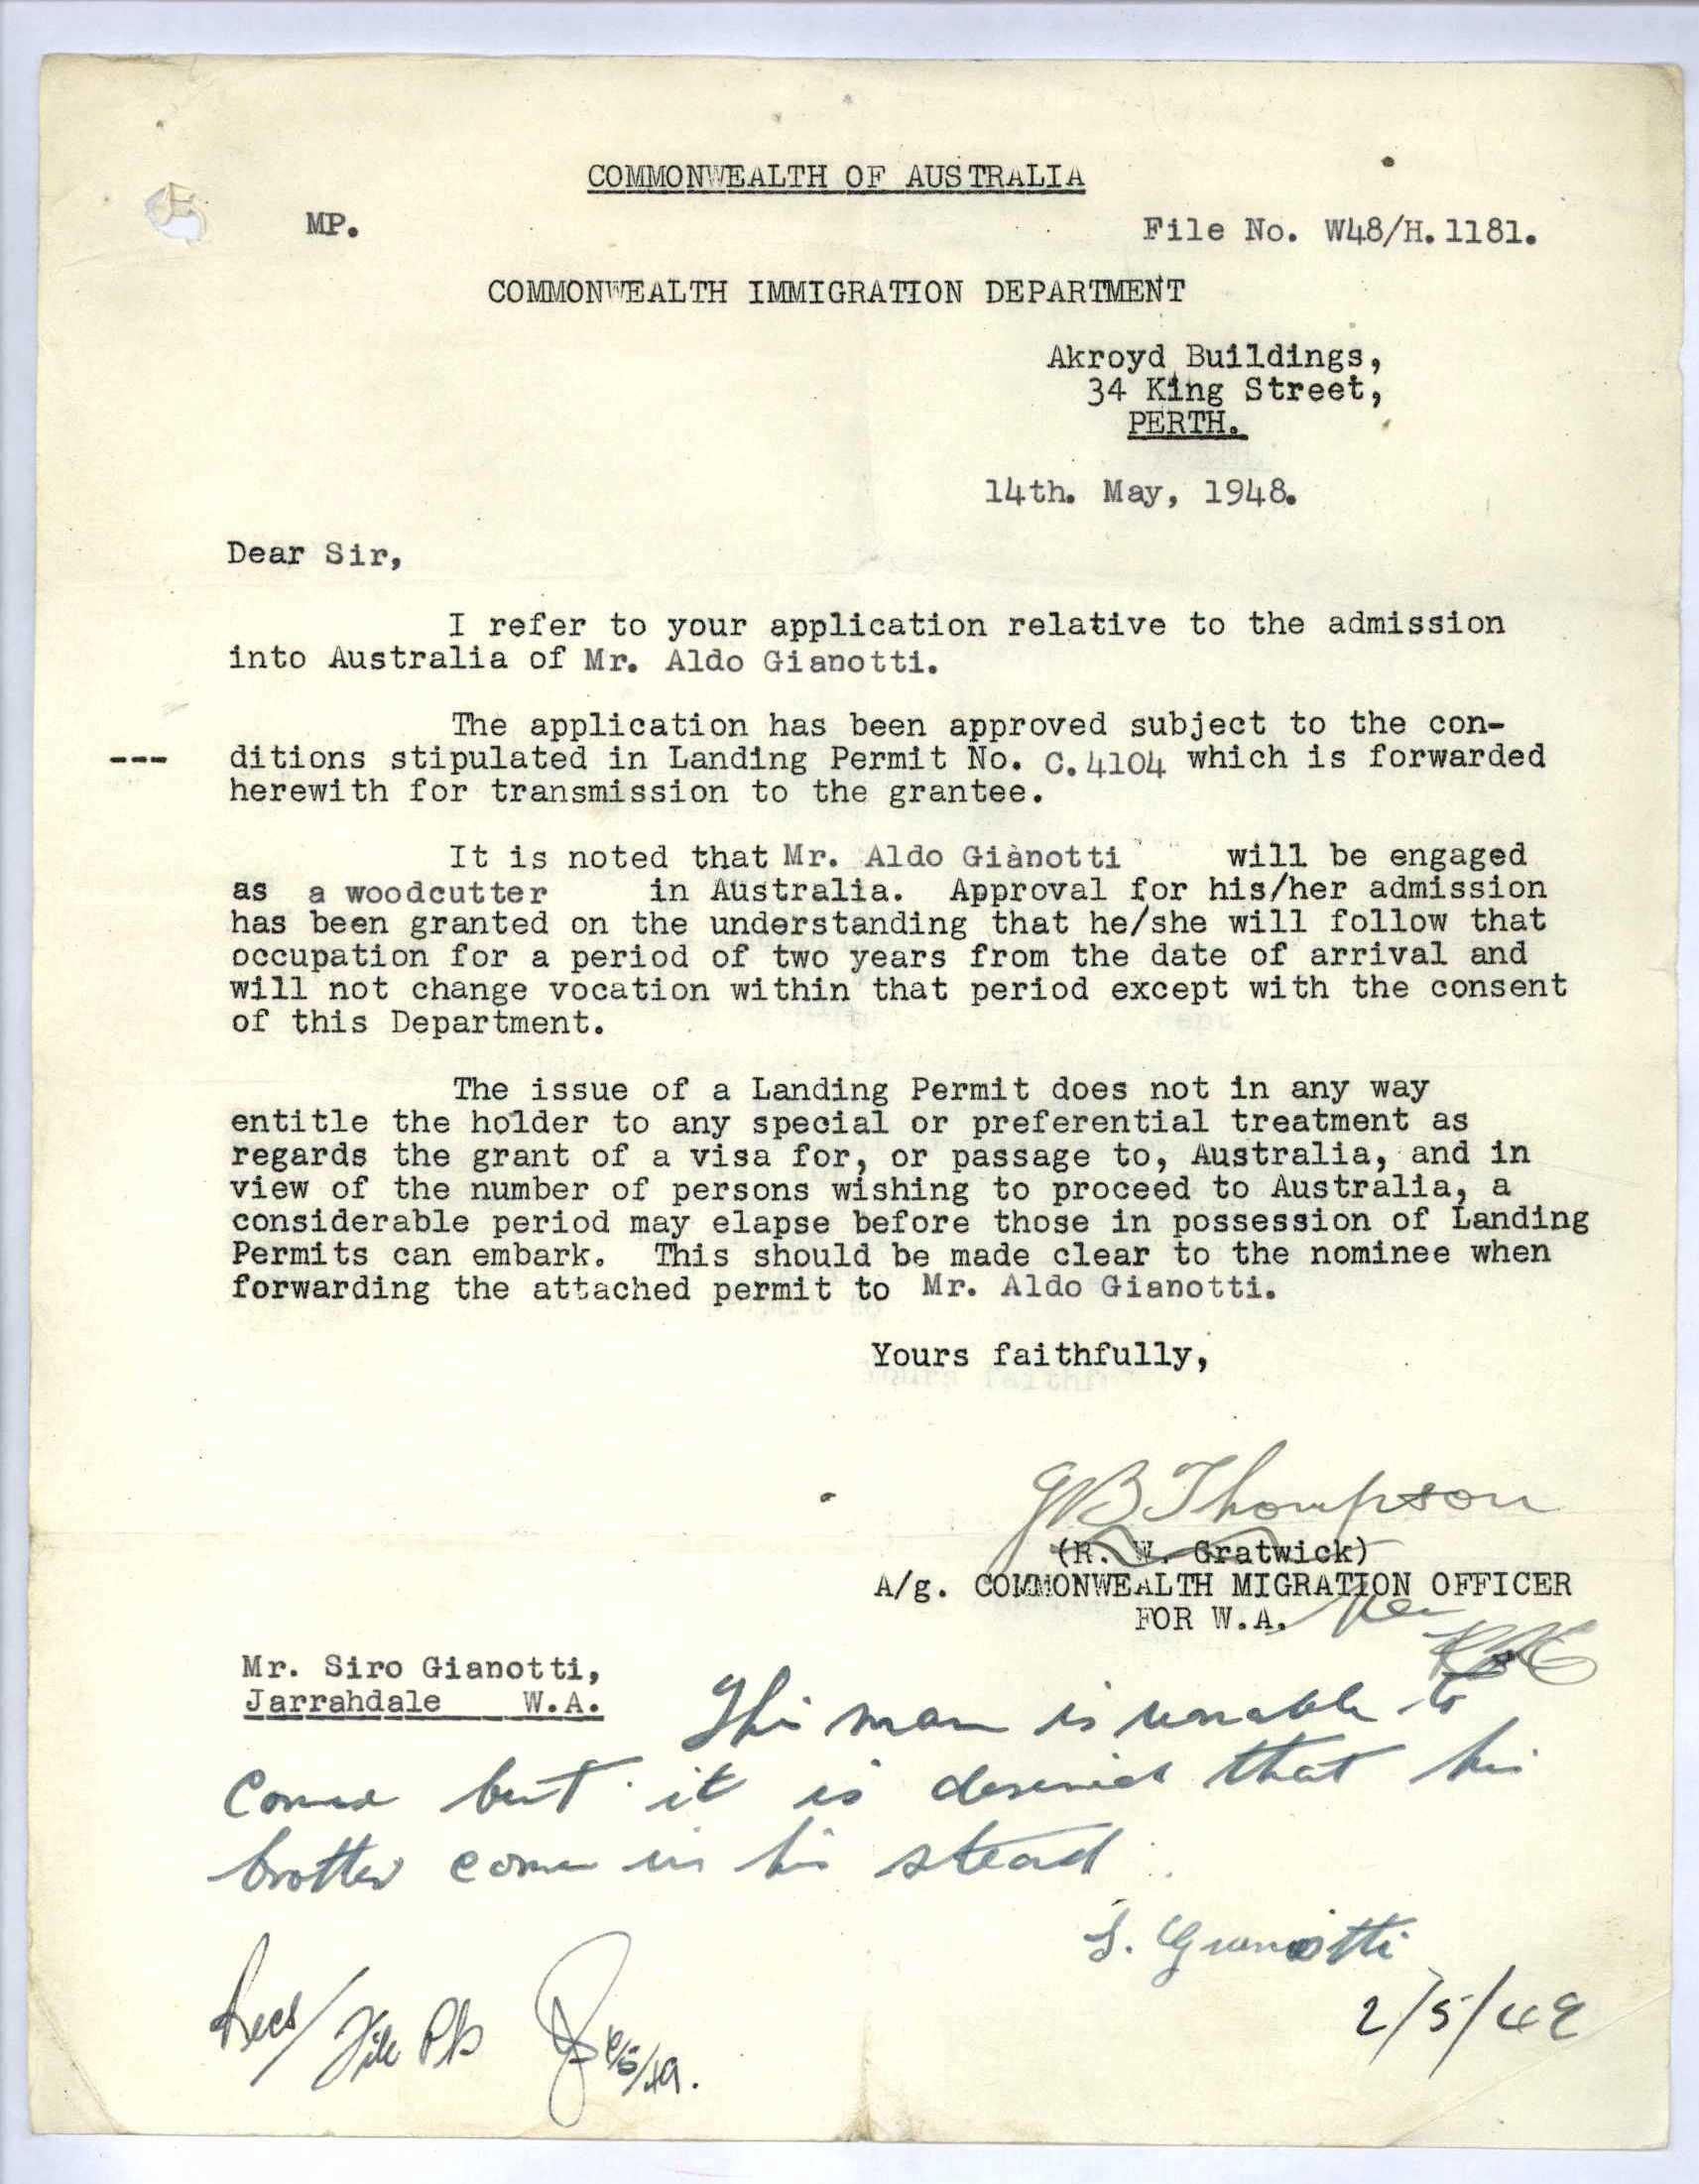 COMMONWEALTH OF AUSTRALIA
MP.
File No. W48/H.1181.
COMMONWEALTH IMMIGRATION DEPARTMENT
Akroyd Buildings,
34 King Street,
PERTH.
14th. May, 1948.
Dear Sir,
I refer to your application relative to the admission
into Australia of Mr. Aldo Gianotti.
The application has been approved subject to the con-
--- ditions stipulated in Landing Permit No. C.4104 which is forwarded
herewith for transmission to the grantee.
It is noted that Mr. Aldo Gianotti will be engaged
as a woodcutter in Australia. Approval for his/her admission
has been granted on the understanding that he/she will follow that
occupation for a period of two years from the date of arrival and
will not change vocation within that period except with the consent
of this Department.
The issue of a Landing Permit does not in any way
entitle the holder to any special or preferential treatment as
regards the grant of a visa for, or passage to, Australia, and in
view of the number of persons wishing to proceed to Australia, a
considerable period may elapse before those in possession of Landing
Permits can embark. This should be made clear to the nominee when
forwarding the attached permit to Mr. Aldo Gianotti.
Yours faithfully,
GB Thompson
(R. W. Gratwick)
A/g. COMMONWEALTH MIGRATION OFFICER
FOR W.A.
Mr. Siro Gianotti,
Jarrahdale W.A.
This man is unable to
come but it is desired that his
brother come in his stead
S. Gianotti
2/5/49
Recs/ File